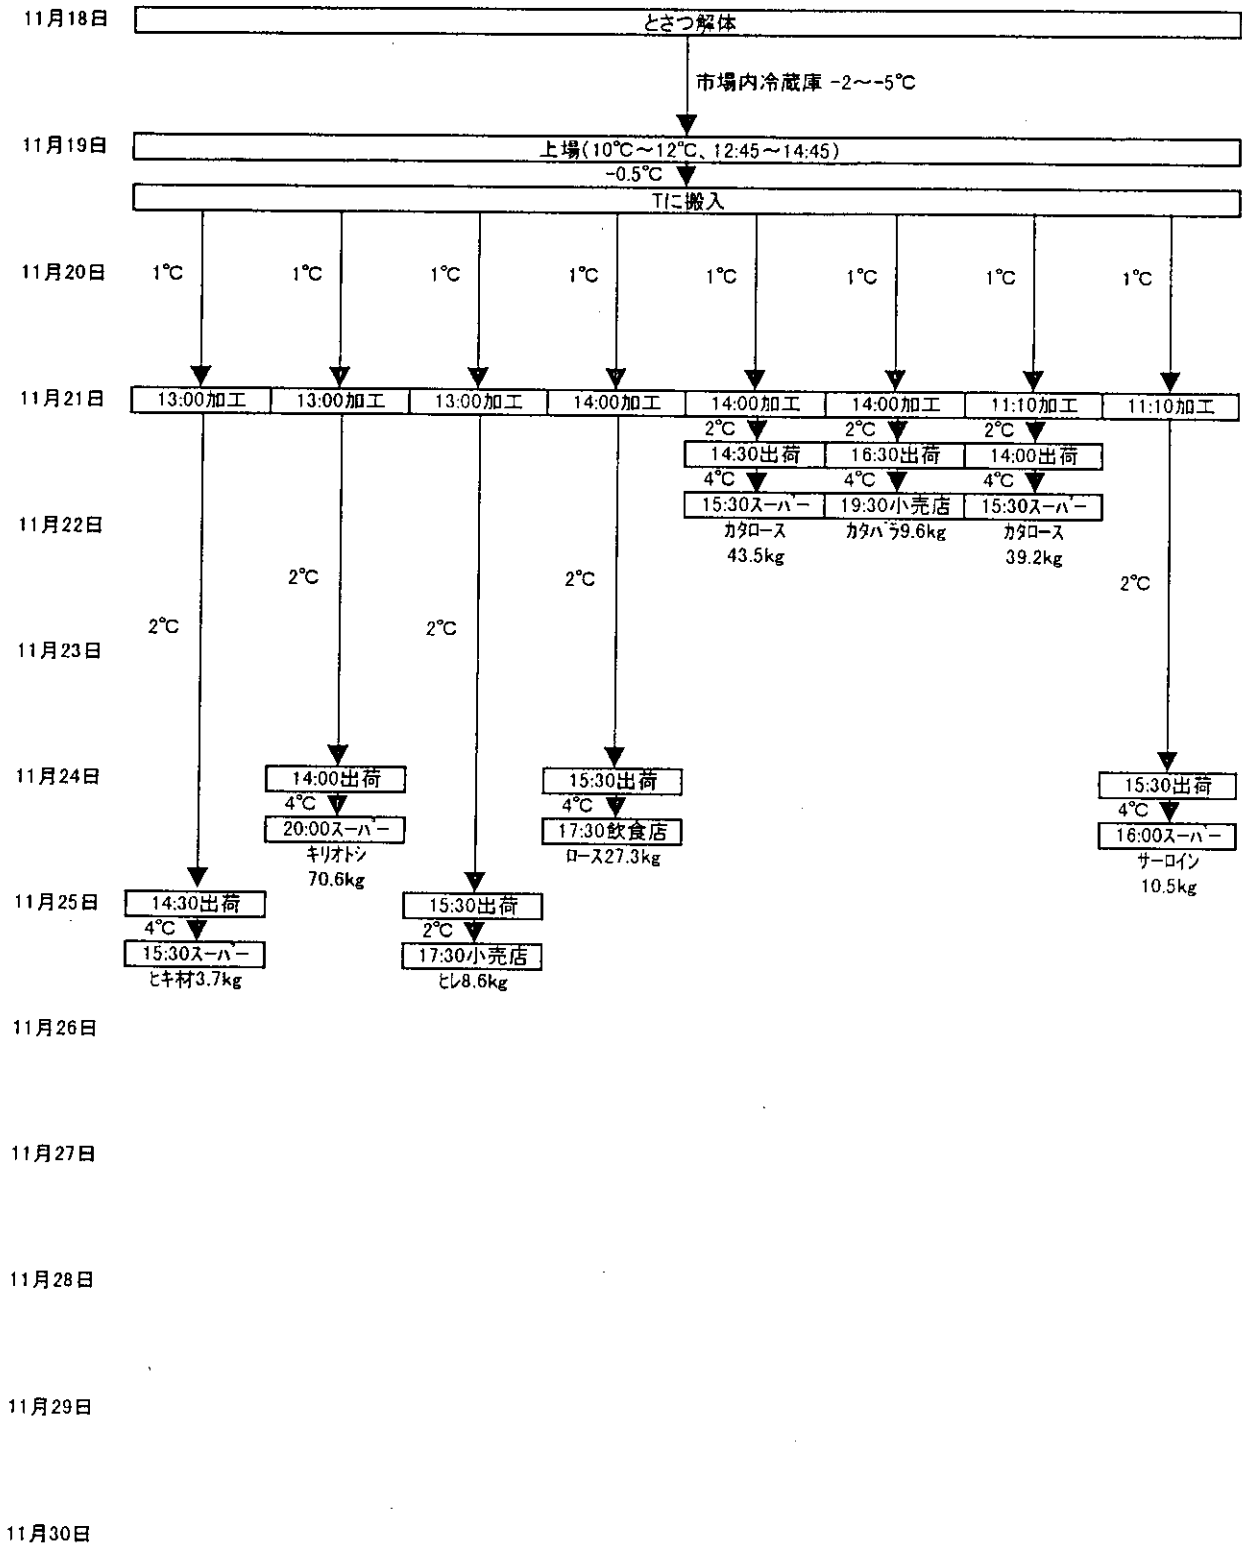 11月18日
とさつ解体
市場内冷蔵庫 -2～-5℃
11月19日
上場(10℃～12℃、12:45～14:45)
-0.5℃
Tに搬入
11月20日
1℃ 1℃ 1℃ 1℃ 1℃ 1℃ 1℃ 1℃
11月21日
13:00加工 13:00加工 13:00加工 14:00加工 14:00加工 14:00加工 11:10加工 11:10加工
2℃ 2℃ 2℃
14:30出荷 16:30出荷 14:00出荷
4℃ 4℃ 4℃
15:30スーパー 19:30小売店 15:30スーパー
11月22日
カタロース カタバラ9.6kg カタロース
43.5kg 39.2kg
2℃ 2℃ 2℃
2℃ 2℃
11月23日
11月24日
14:00出荷 15:30出荷 15:30出荷
4℃ 4℃ 4℃
20:00スーパー 17:30飲食店 16:00スーパー
キリオトシ ロース27.3kg サーロイン
70.6kg 10.5kg
11月25日
14:30出荷 15:30出荷
4℃ 2℃
15:30スーパー 17:30小売店
ヒキ材3.7kg ヒレ8.6kg
11月26日
11月27日
11月28日
11月29日
11月30日